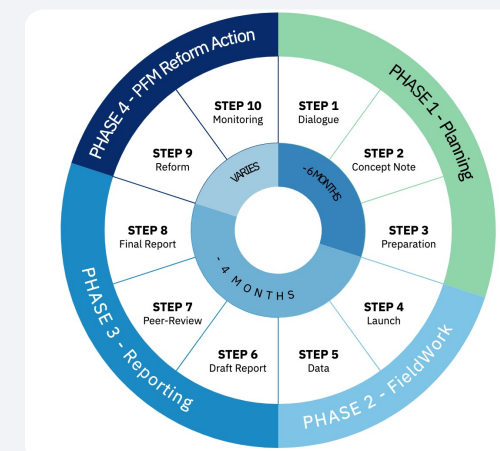 PHASE 1 - Planning
PHASE 2 - FieldWork
PHASE 3 - Reporting
PHASE 4 - PFM Reform Action
STEP 1
Dialogue
STEP 2
Concept Note
STEP 3
Preparation
STEP 4
Launch
STEP 5
Data
STEP 6
Draft Report
STEP 7
Peer-Review
STEP 8
Final Report
STEP 9
Reform
STEP 10
Monitoring
- 6 MONTHS
- 4 MONTHS
VARIES